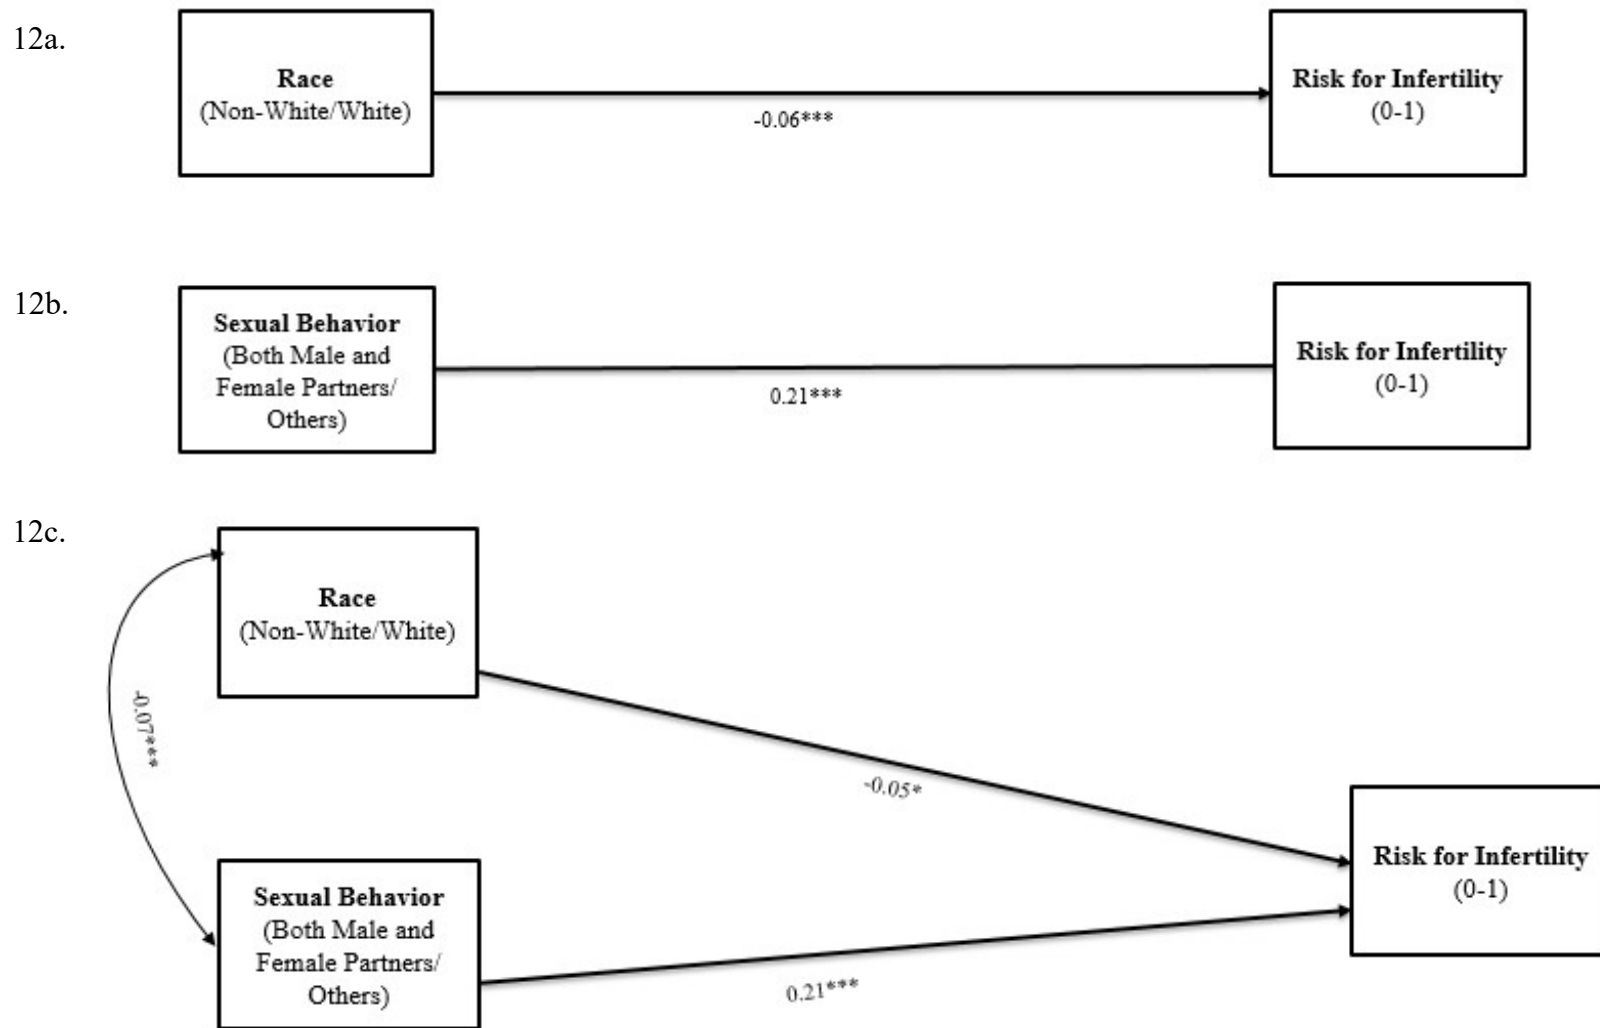 12a.
Race
(Non-White/White)
-0.06***
Risk for Infertility
(0-1)
12b.
Sexual Behavior
(Both Male and
Female Partners/
Others)
0.21***
Risk for Infertility
(0-1)
12c.
Race
(Non-White/White)
-0.07***
-0.05*
Sexual Behavior
(Both Male and
Female Partners/
Others)
0.21***
Risk for Infertility
(0-1)